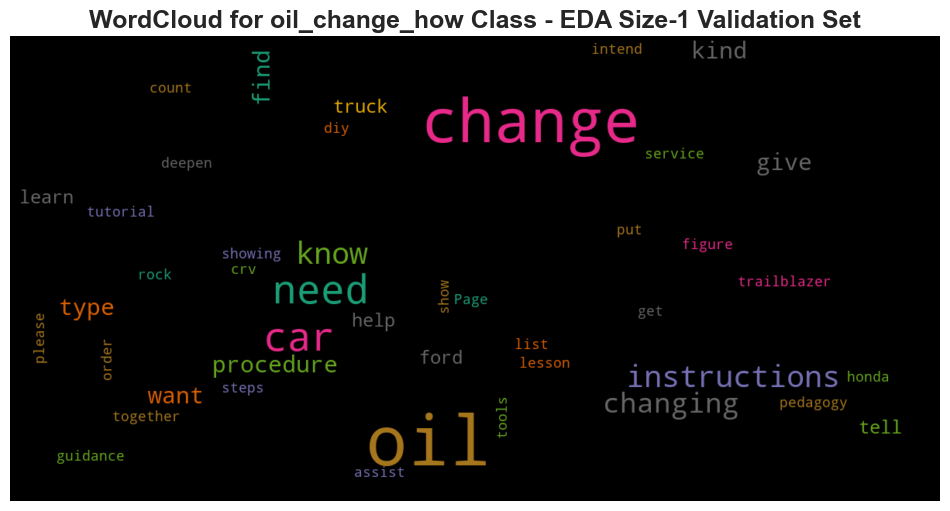 WordCloud for oil_change_how Class - EDA Size-1 Validation Set
intend
kind
find
count
truck
change
diy
service
deepen
give
learn
tutorial
put
figure
showing
know
crv
rock
trailblazer
need
show
Page
type
get
please
help
car
order
list
ford
procedure
lesson
instructions
honda
steps
want
changing
pedagogy
together
tools
oil
tell
guidance
assist